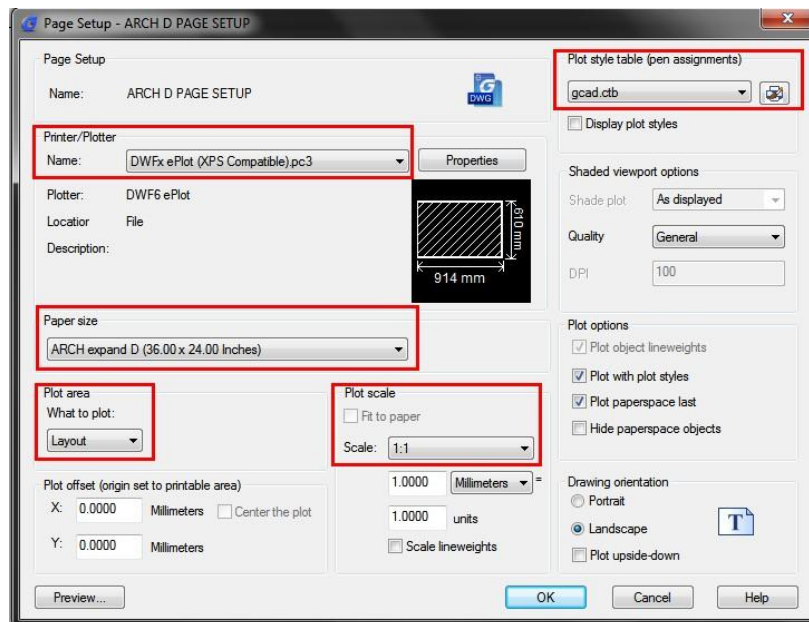 Page Setup - ARCH D PAGE SETUP
Page Setup
Name: ARCH D PAGE SETUP
DWG
Printer/Plotter
Name: DWFx ePlot (XPS Compatible).pc3 Properties
Plotter: DWF6 ePlot
Locatior File
Description:
610 mm
914 mm
Paper size
ARCH expand D (36.00 x 24.00 Inches)
Plot area
What to plot:
Layout
Plot scale
Fit to paper
Scale: 1:1
1.0000 Millimeters =
1.0000 units
Scale lineweights
Plot offset (origin set to printable area)
X: 0.0000 Millimeters Center the plot
Y: 0.0000 Millimeters
Plot style table (pen assignments)
gcad.ctb
Display plot styles
Shaded viewport options
Shade plot As displayed
Quality General
DPI 100
Plot options
Plot object lineweights
Plot with plot styles
Plot paperspace last
Hide paperspace objects
Drawing orientation
Portrait
Landscape
T
Plot upside-down
Preview... OK Cancel Help